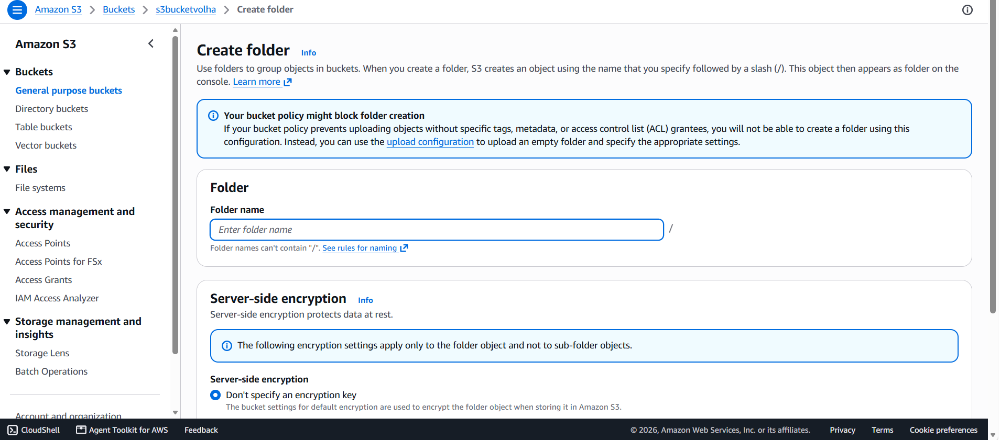 Amazon S3 > Buckets > s3bucketvolha > Create folder
Amazon S3
Buckets
General purpose buckets
Directory buckets
Table buckets
Vector buckets
Files
File systems
Access management and
security
Access Points
Access Points for FSx
Access Grants
IAM Access Analyzer
Storage management and
insights
Storage Lens
Batch Operations
Account and organization
Create folder Info
Use folders to group objects in buckets. When you create a folder, S3 creates an object using the name that you specify followed by a slash (/). This object then appears as folder on the
console. Learn more
Your bucket policy might block folder creation
If your bucket policy prevents uploading objects without specific tags, metadata, or access control list (ACL) grantees, you will not be able to create a folder using this
configuration. Instead, you can use the upload configuration to upload an empty folder and specify the appropriate settings.
Folder
Folder name
Enter folder name /
Folder names can't contain "/". See rules for naming
Server-side encryption Info
Server-side encryption protects data at rest.
The following encryption settings apply only to the folder object and not to sub-folder objects.
Server-side encryption
Don't specify an encryption key
The bucket settings for default encryption are used to encrypt the folder object when storing it in Amazon S3.
CloudShell Agent Toolkit for AWS Feedback © 2026, Amazon Web Services, Inc. or its affiliates. Privacy Terms Cookie preferences